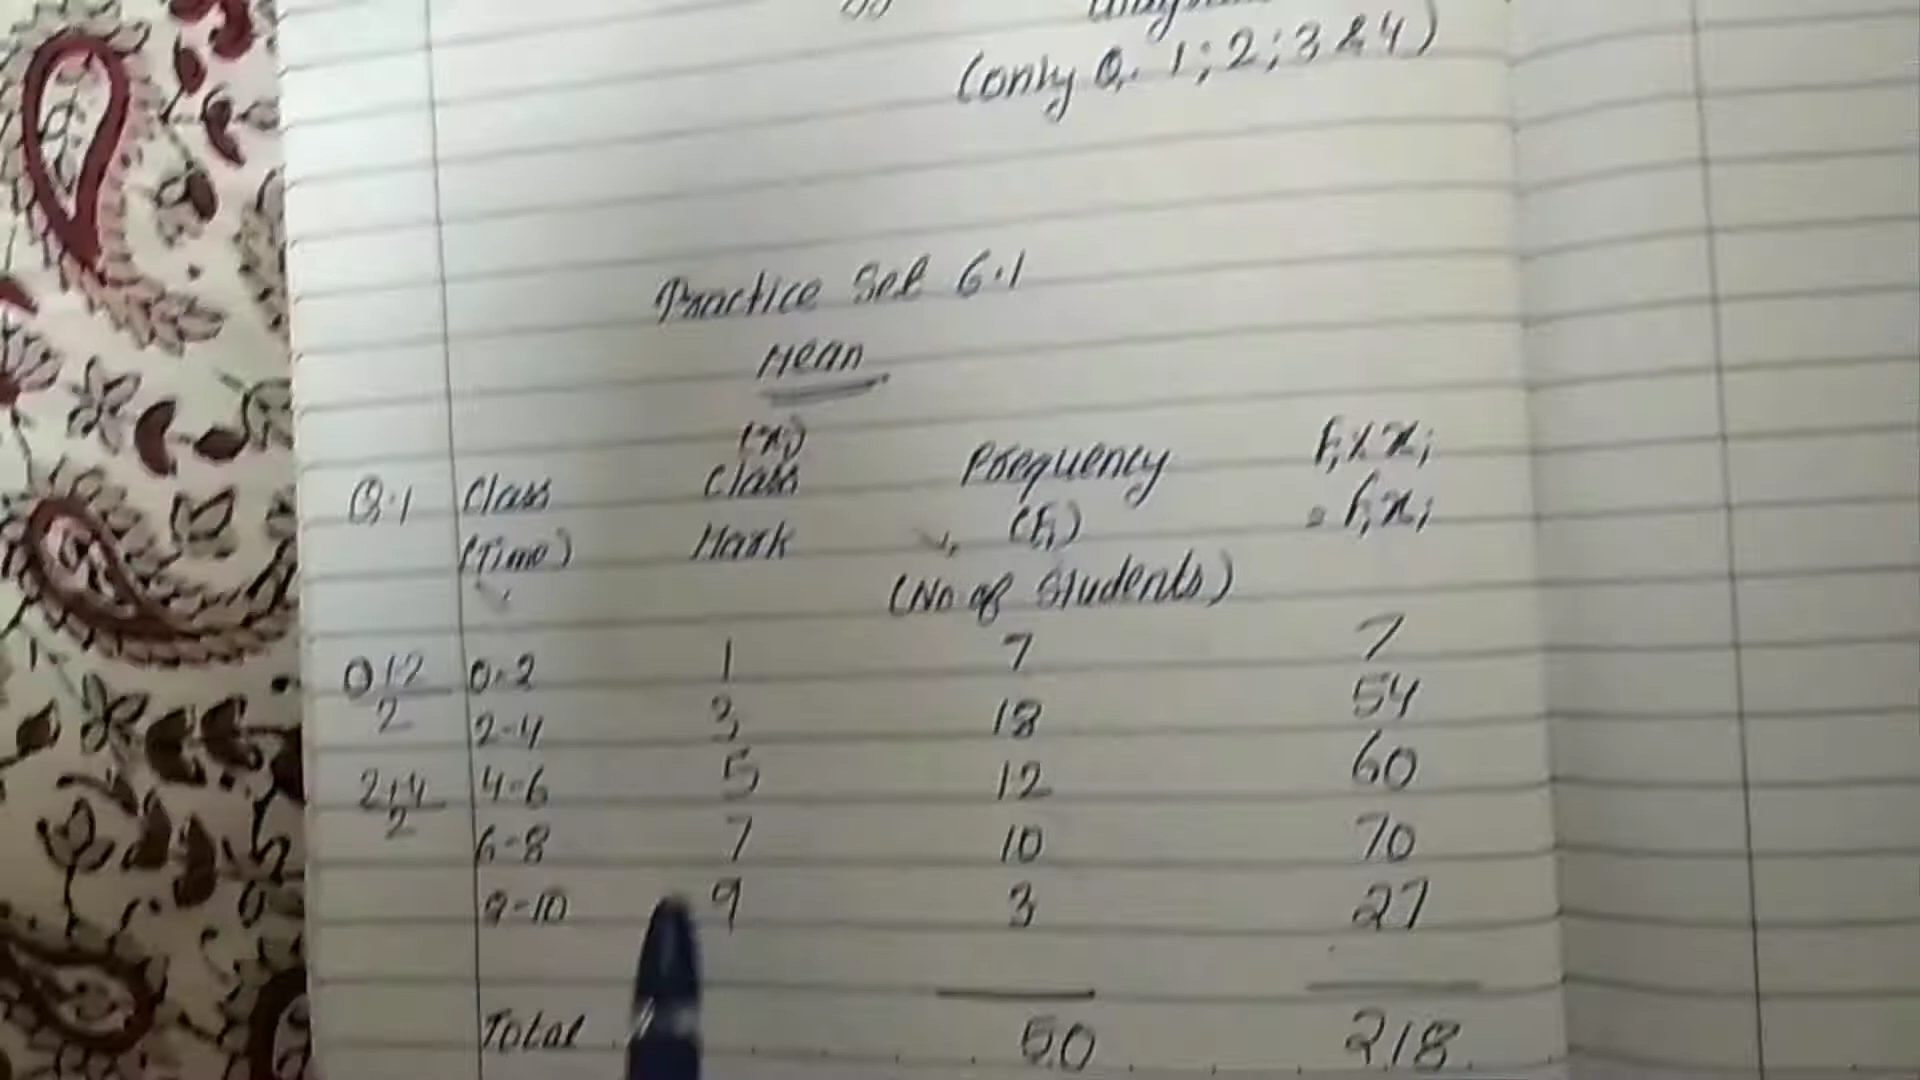 (only Q. 1; 2; 3 & 4)
Practice Set 6.1
Mean
Q.1 Class (Time)
(xi) Class Mark
Frequency (fi) (No of Students)
fi × xi = fixi
0+2/2 0-2 1 7 7
2-4 3 18 54
2+4/2 4-6 5 12 60
6-8 7 10 70
8-10 9 3 27
Total 50 218